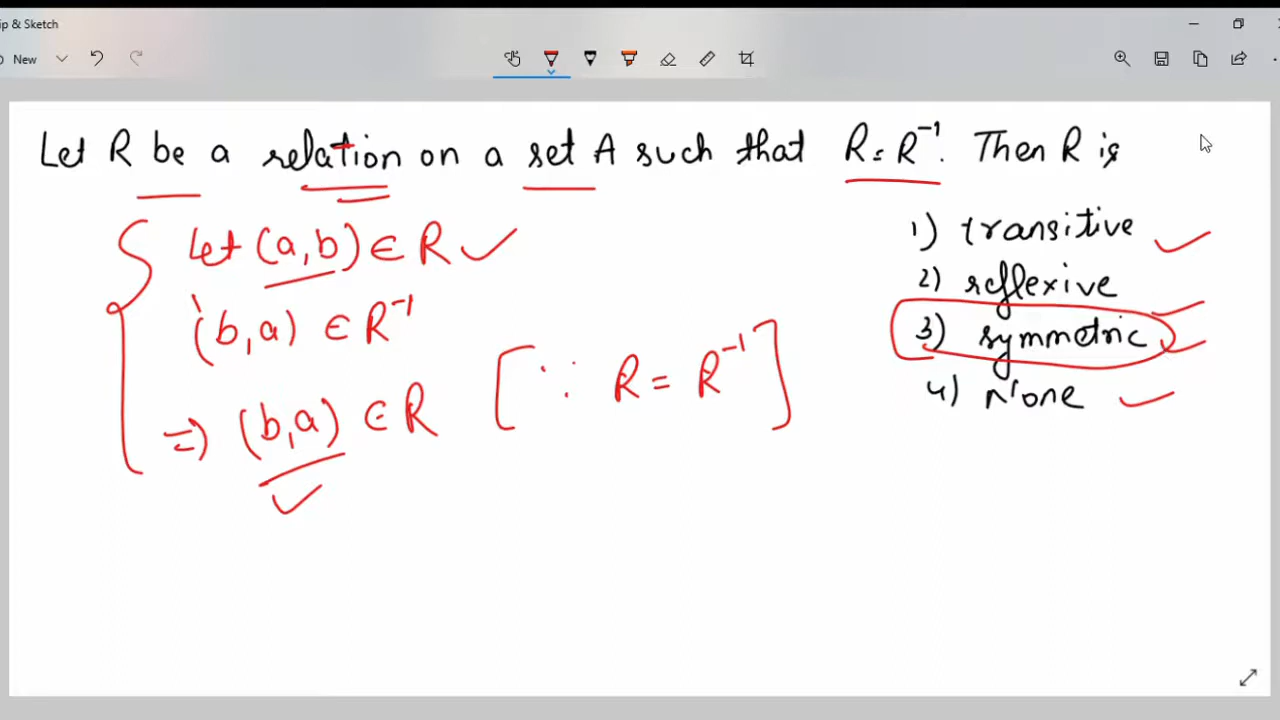 ip & Sketch
New
Let R be a relation on a set A such that R = R⁻¹. Then R is
1) transitive
2) reflexive
3) symmetric
4) None
Let (a,b) ∈ R ✓
(b,a) ∈ R⁻¹
⇒ (b,a) ∈ R [∵ R = R⁻¹]